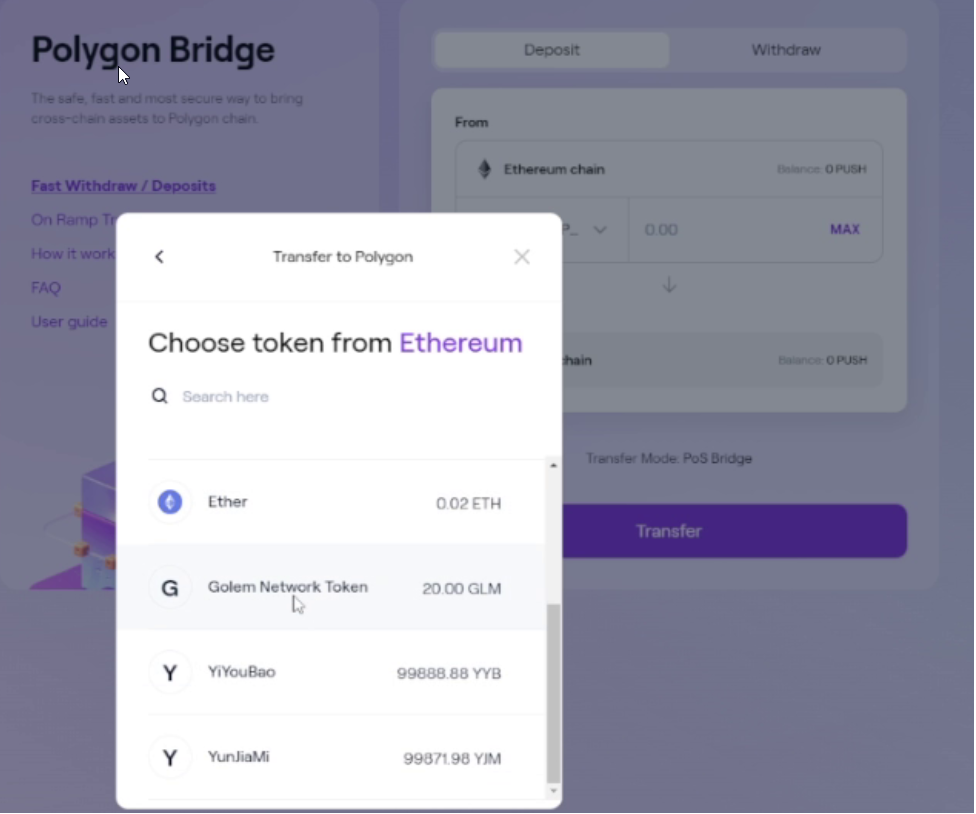 Polygon Bridge
The safe, fast and most secure way to bring
cross-chain assets to Polygon chain.
Fast Withdraw / Deposits
On Ramp Tr
How it work
FAQ
User guide
Deposit
Withdraw
From
Ethereum chain
Balance: 0 PUSH
P...
0.00
MAX
chain
Balance: 0 PUSH
Transfer Mode: PoS Bridge
Transfer
Transfer to Polygon
Choose token from Ethereum
Search here
Ether
0.02 ETH
G
Golem Network Token
20.00 GLM
Y
YiYouBao
99888.88 YYB
Y
YunJiaMi
99871.98 YJM